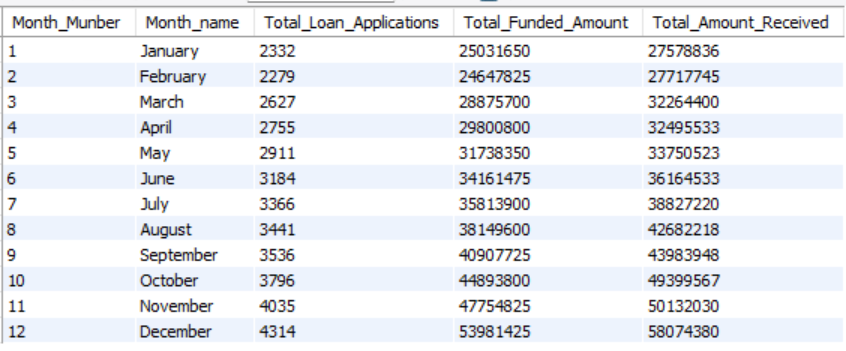 Month_Munber Month_name Total_Loan_Applications Total_Funded_Amount Total_Amount_Received
1 January 2332 25031650 27578836
2 February 2279 24647825 27717745
3 March 2627 28875700 32264400
4 April 2755 29800800 32495533
5 May 2911 31738350 33750523
6 June 3184 34161475 36164533
7 July 3366 35813900 38827220
8 August 3441 38149600 42682218
9 September 3536 40907725 43983948
10 October 3796 44893800 49399567
11 November 4035 47754825 50132030
12 December 4314 53981425 58074380